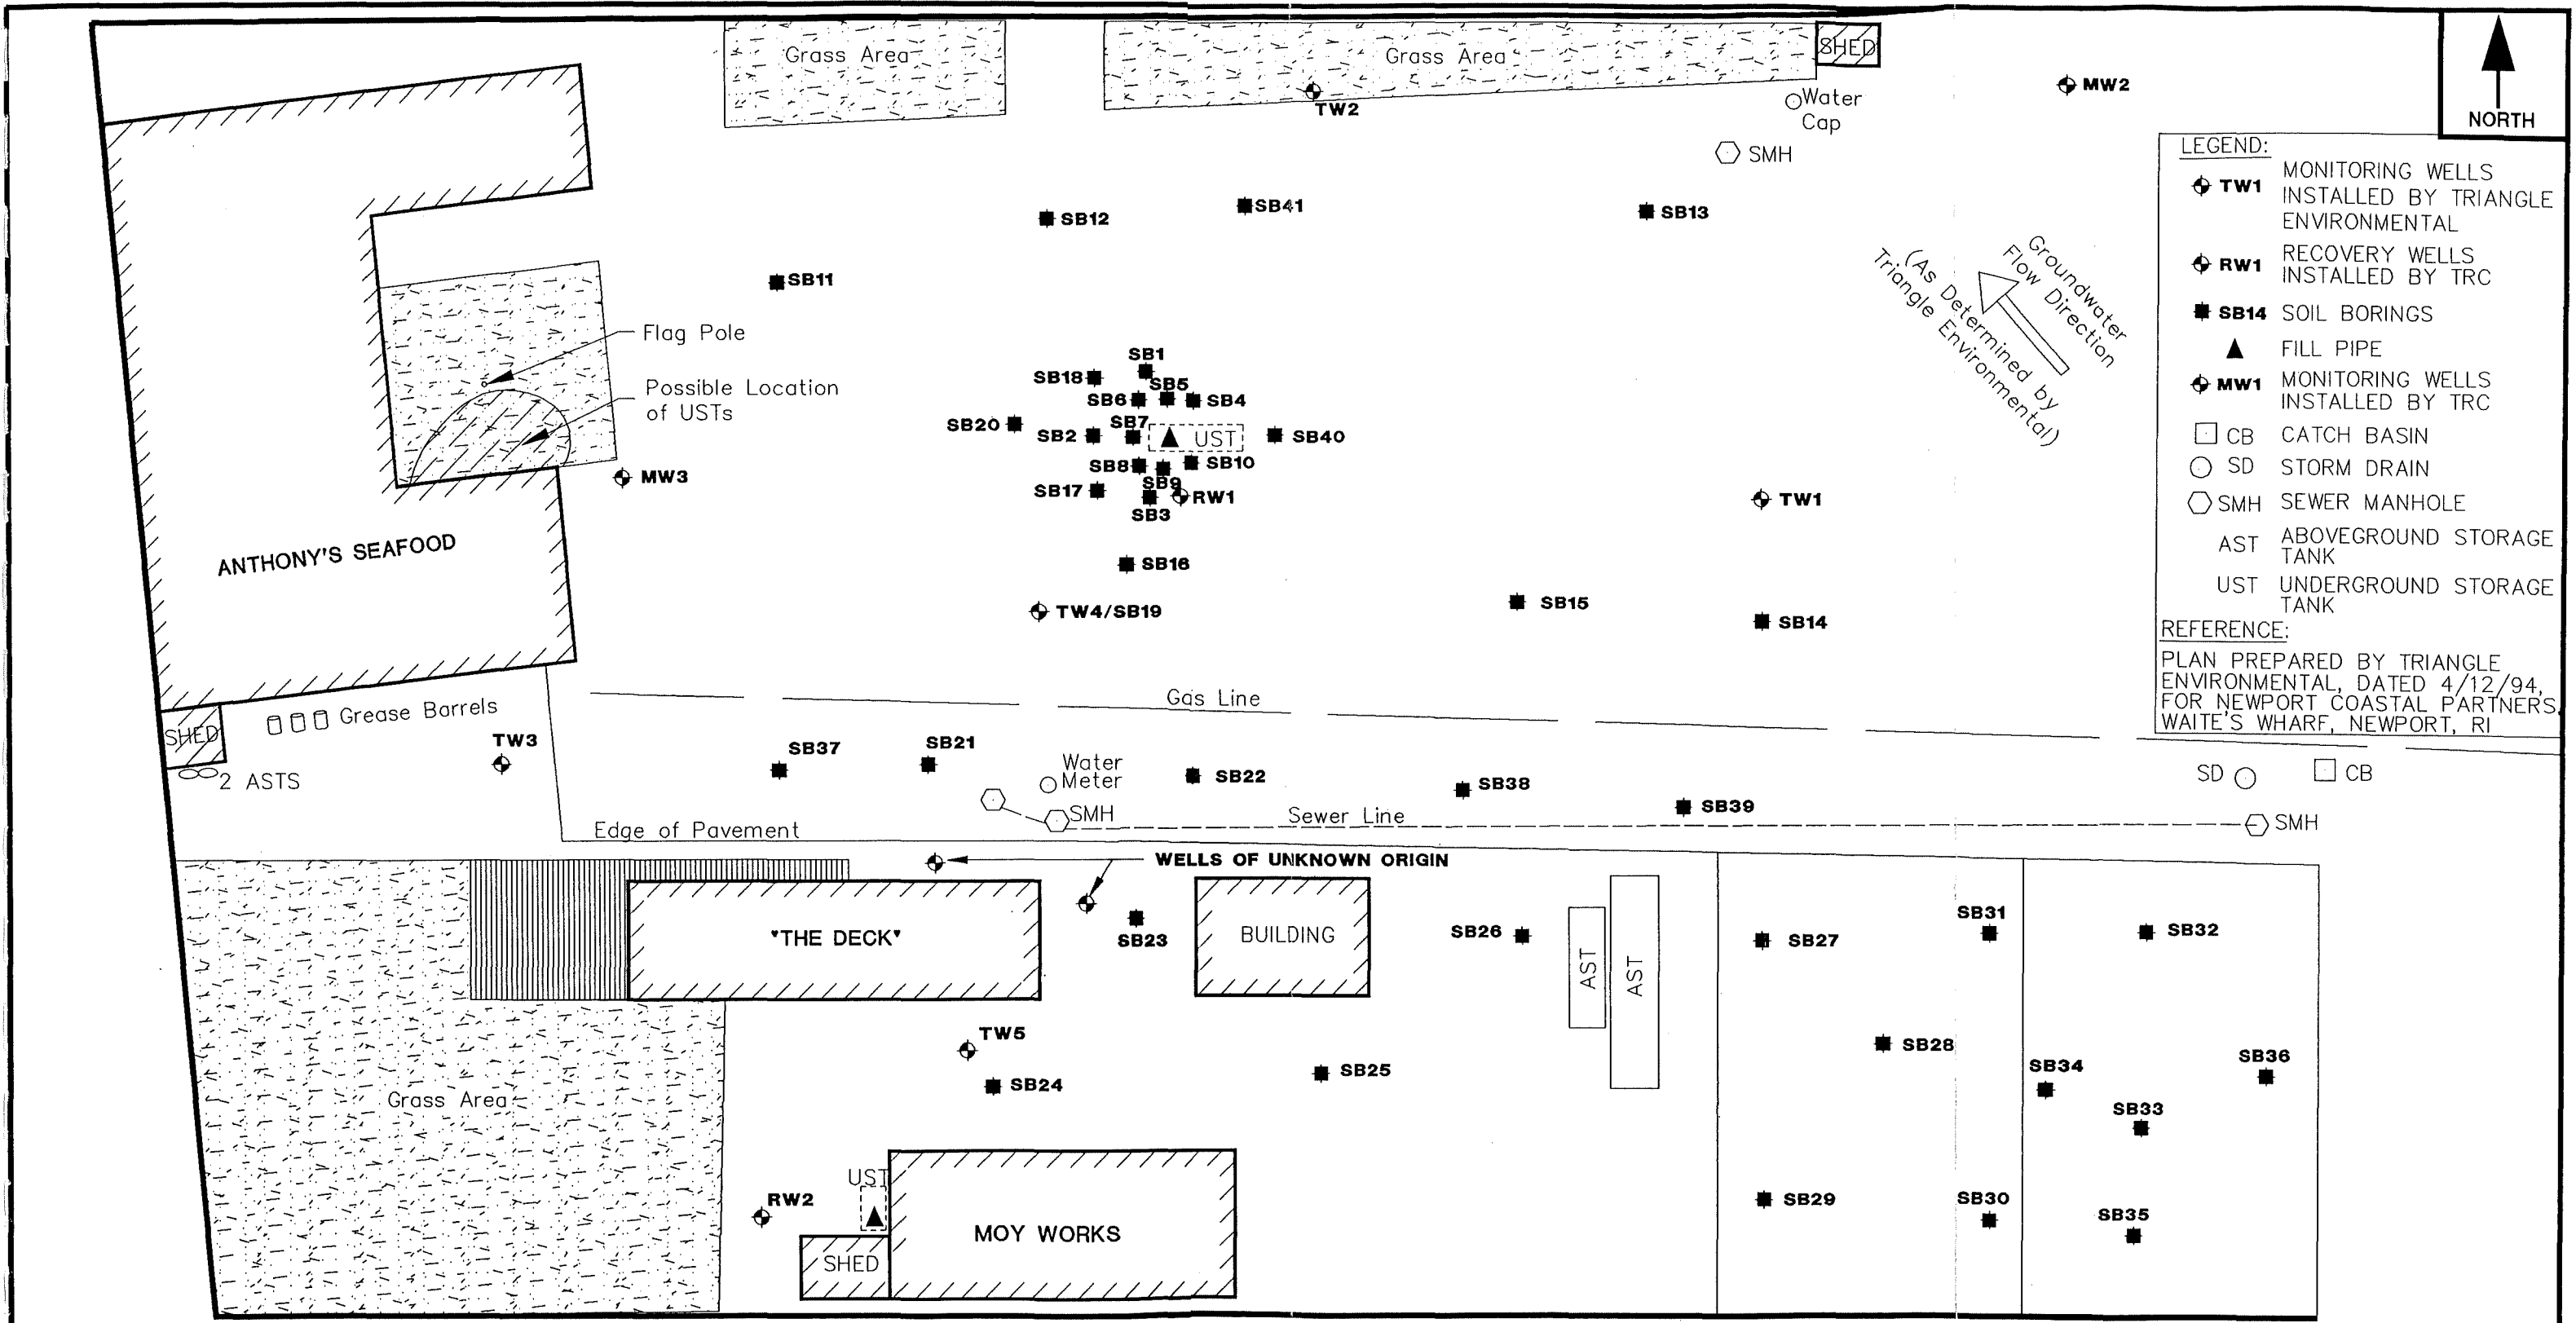 Grass Area
Grass Area
SHED
NORTH
TW2
Water
Cap
MW2
SMH
LEGEND:
TW1 MONITORING WELLS
INSTALLED BY TRIANGLE
ENVIRONMENTAL
RW1 RECOVERY WELLS
INSTALLED BY TRC
SB14 SOIL BORINGS
FILL PIPE
MW1 MONITORING WELLS
INSTALLED BY TRC
CB CATCH BASIN
SD STORM DRAIN
SMH SEWER MANHOLE
AST ABOVEGROUND STORAGE
TANK
UST UNDERGROUND STORAGE
TANK
REFERENCE:
PLAN PREPARED BY TRIANGLE
ENVIRONMENTAL, DATED 4/12/94,
FOR NEWPORT COASTAL PARTNERS,
WAITE'S WHARF, NEWPORT, RI
SB12
SB41
SB13
Groundwater
Flow Direction
(As Determined by
Triangle Environmental)
SB11
Flag Pole
Possible Location
of USTs
SB1
SB18
SB5
SB6
SB4
SB20
SB2
SB7
UST
SB40
SB8
SB10
SB9
SB17
RW1
SB3
MW3
TW1
ANTHONY'S SEAFOOD
SB16
TW4/SB19
SB15
SB14
Gas Line
SHED
Grease Barrels
2 ASTS
TW3
SB37
SB21
Water
Meter
SB22
SB38
SB39
SD
CB
SMH
Sewer Line
SMH
Edge of Pavement
WELLS OF UNKNOWN ORIGIN
"THE DECK"
SB23
BUILDING
SB26
AST
AST
SB27
SB31
SB32
TW5
SB24
SB25
SB28
SB34
SB36
SB33
Grass Area
UST
RW2
SHED
MOY WORKS
SB29
SB30
SB35